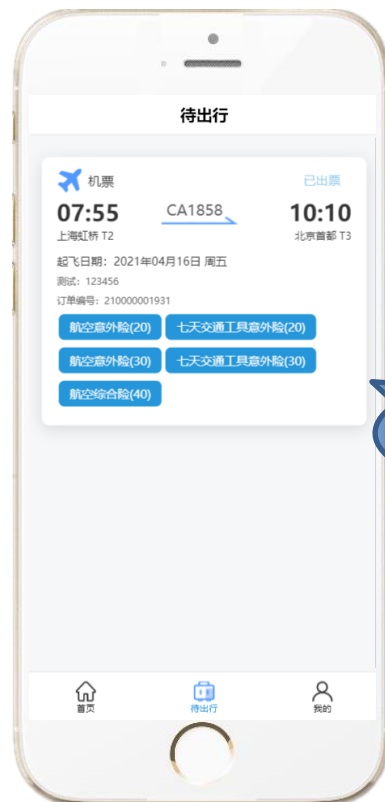 待出行
机票 已出票
07:55 CA1858 10:10
上海虹桥 T2 北京首都 T3
起飞日期：2021年04月16日 周五
测试：123456
订单编号：210000001931
航空意外险(20) 七天交通工具意外险(20)
航空意外险(30) 七天交通工具意外险(30)
航空综合险(40)
首页 待出行 我的